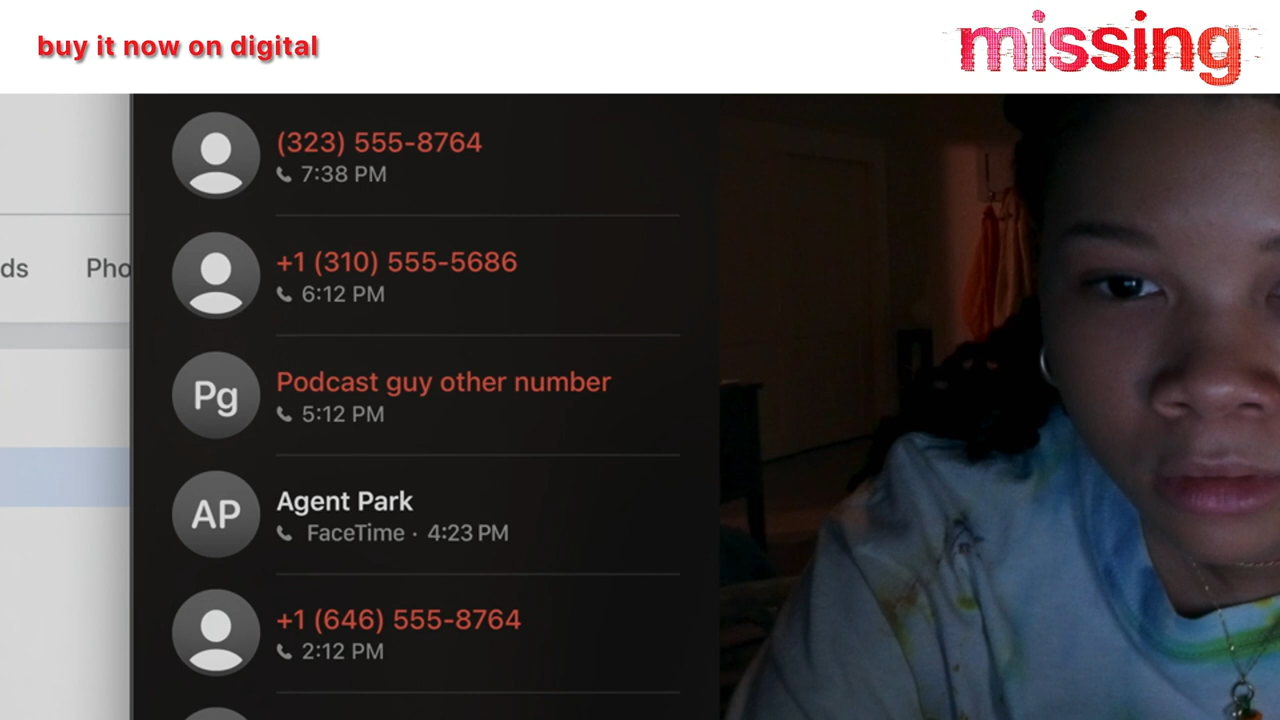 buy it now on digital
missing
(323) 555-8764
7:38 PM
+1 (310) 555-5686
6:12 PM
ds Pho
Pg
Podcast guy other number
5:12 PM
AP
Agent Park
FaceTime · 4:23 PM
+1 (646) 555-8764
2:12 PM